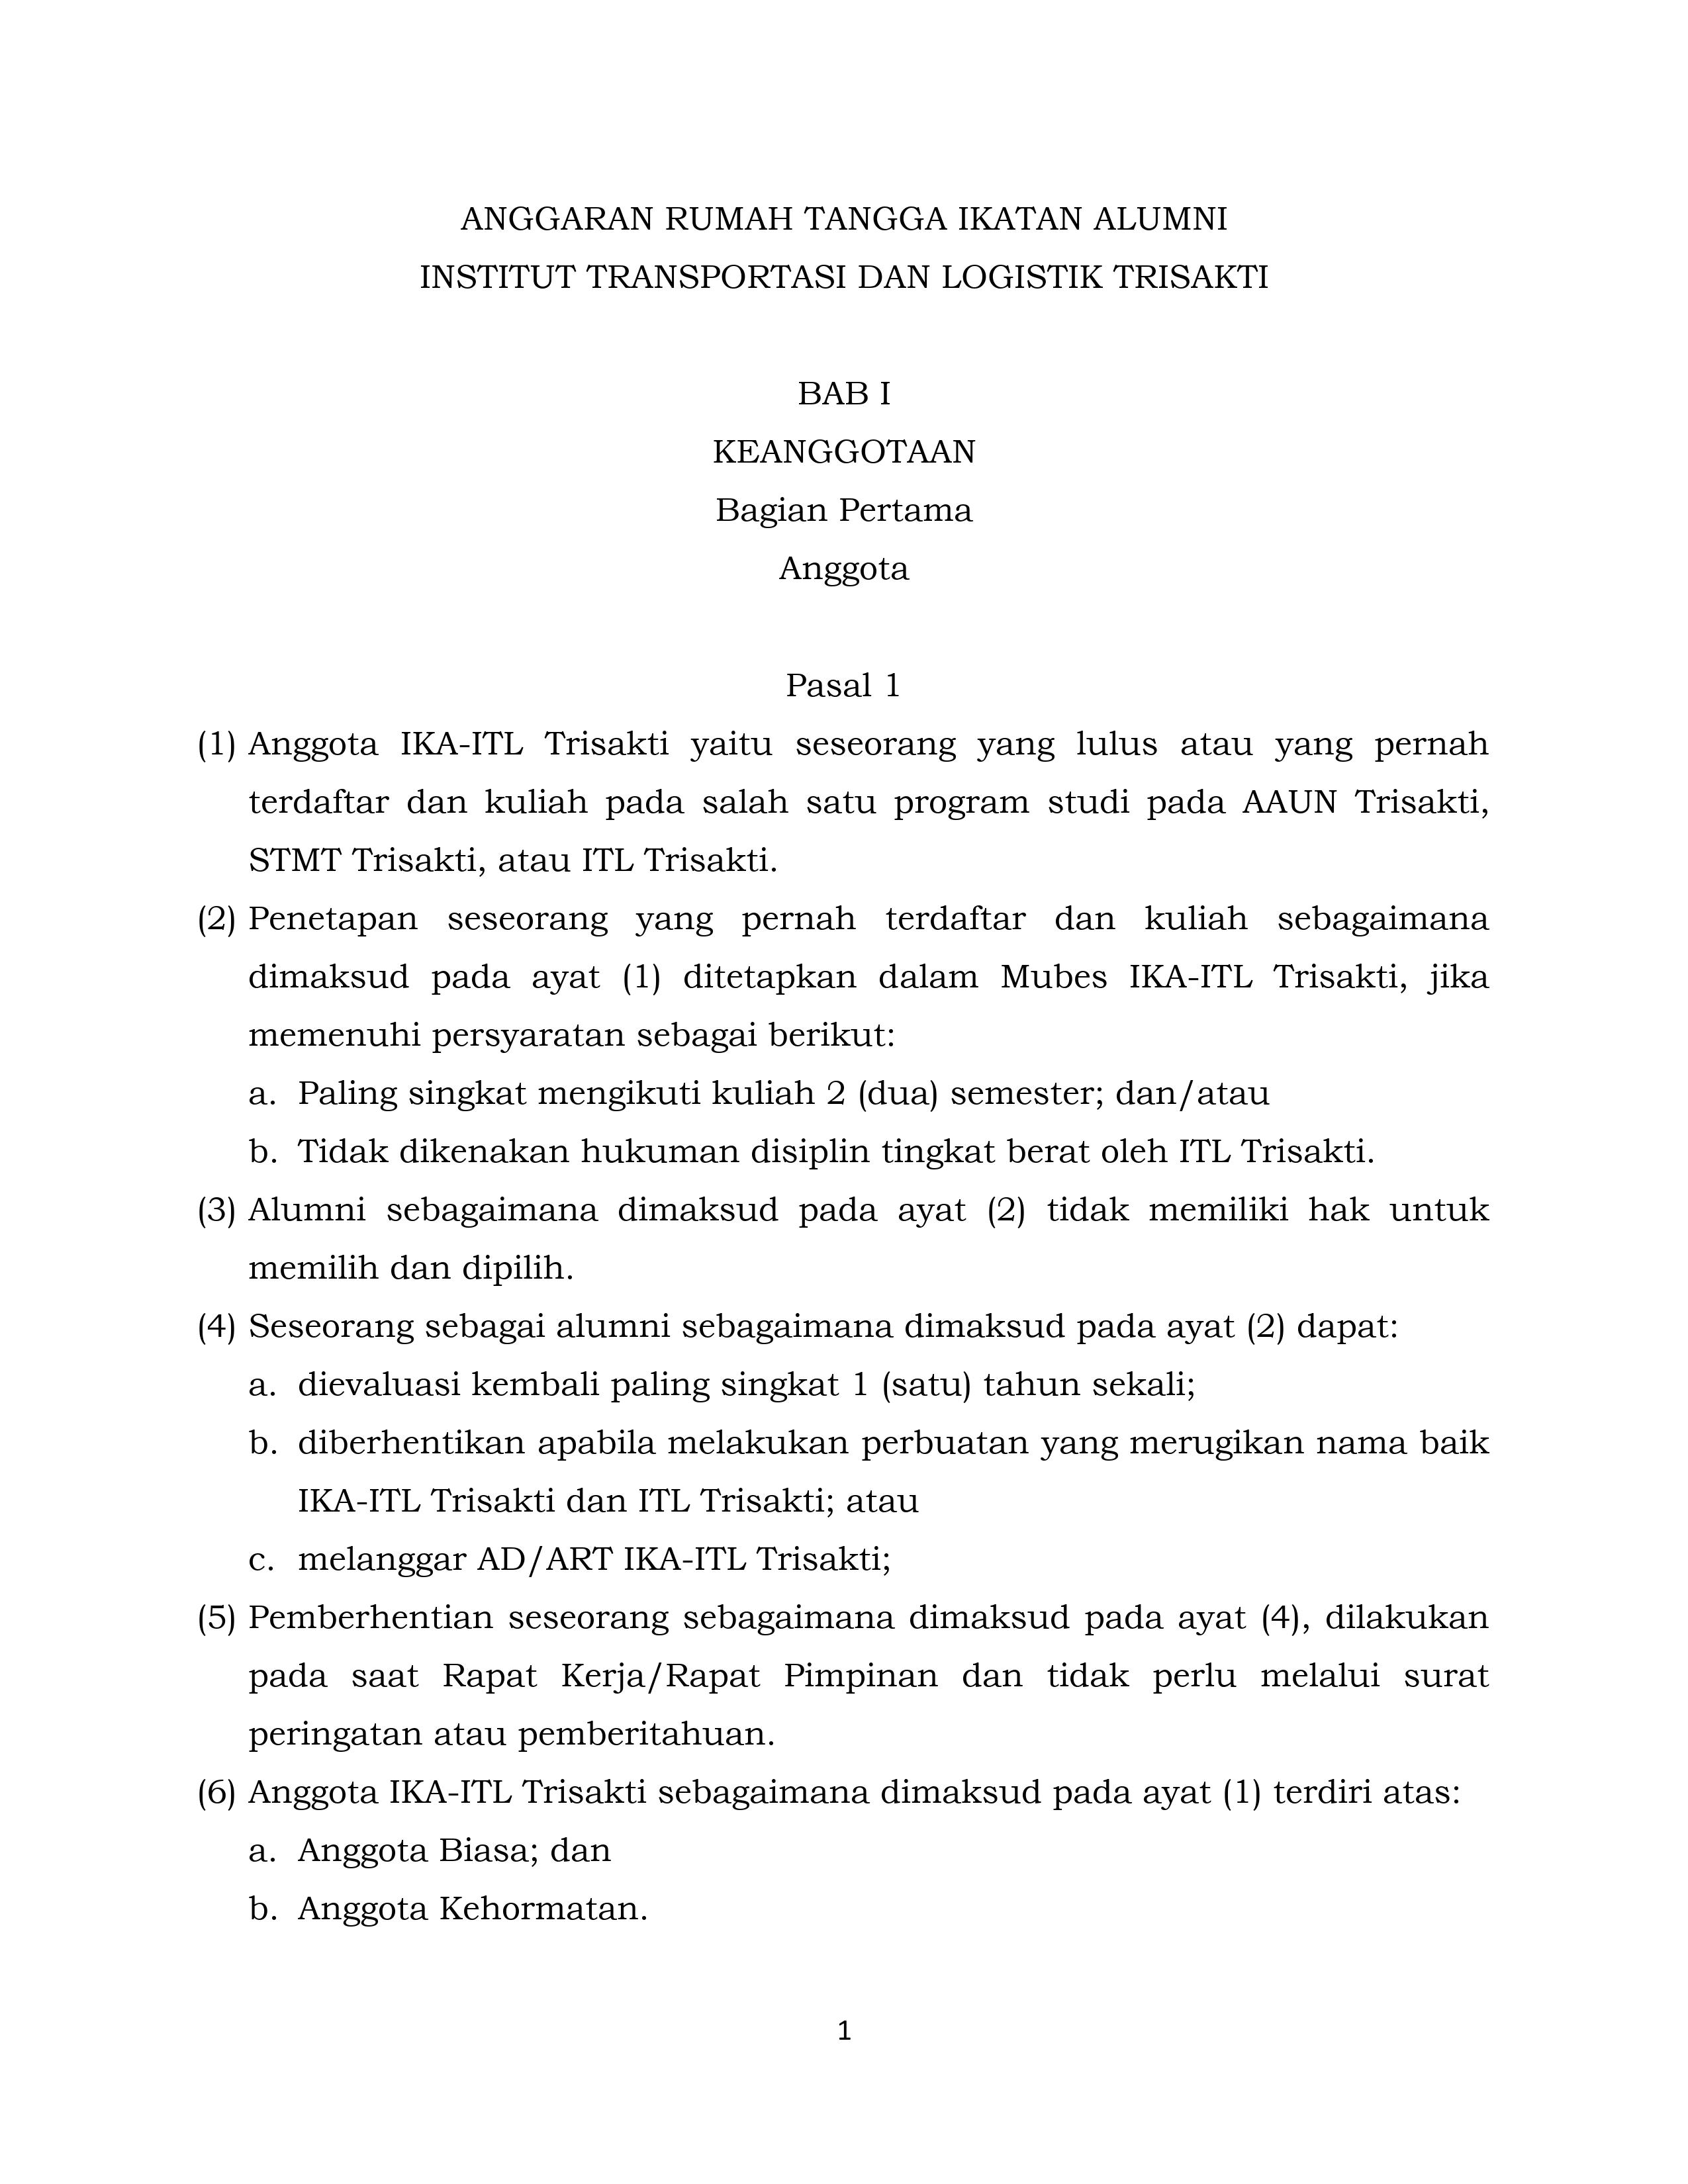 ANGGARAN RUMAH TANGGA IKATAN ALUMNI
INSTITUT TRANSPORTASI DAN LOGISTIK TRISAKTI
BAB I
KEANGGOTAAN
Bagian Pertama
Anggota
Pasal 1
(1) Anggota IKA-ITL Trisakti yaitu seseorang yang lulus atau yang pernah
terdaftar dan kuliah pada salah satu program studi pada AAUN Trisakti,
STMT Trisakti, atau ITL Trisakti.
(2) Penetapan seseorang yang pernah terdaftar dan kuliah sebagaimana
dimaksud pada ayat (1) ditetapkan dalam Mubes IKA-ITL Trisakti, jika
memenuhi persyaratan sebagai berikut:
a. Paling singkat mengikuti kuliah 2 (dua) semester; dan/atau
b. Tidak dikenakan hukuman disiplin tingkat berat oleh ITL Trisakti.
(3) Alumni sebagaimana dimaksud pada ayat (2) tidak memiliki hak untuk
memilih dan dipilih.
(4) Seseorang sebagai alumni sebagaimana dimaksud pada ayat (2) dapat:
a. dievaluasi kembali paling singkat 1 (satu) tahun sekali;
b. diberhentikan apabila melakukan perbuatan yang merugikan nama baik
IKA-ITL Trisakti dan ITL Trisakti; atau
c. melanggar AD/ART IKA-ITL Trisakti;
(5) Pemberhentian seseorang sebagaimana dimaksud pada ayat (4), dilakukan
pada saat Rapat Kerja/Rapat Pimpinan dan tidak perlu melalui surat
peringatan atau pemberitahuan.
(6) Anggota IKA-ITL Trisakti sebagaimana dimaksud pada ayat (1) terdiri atas:
a. Anggota Biasa; dan
b. Anggota Kehormatan.
1